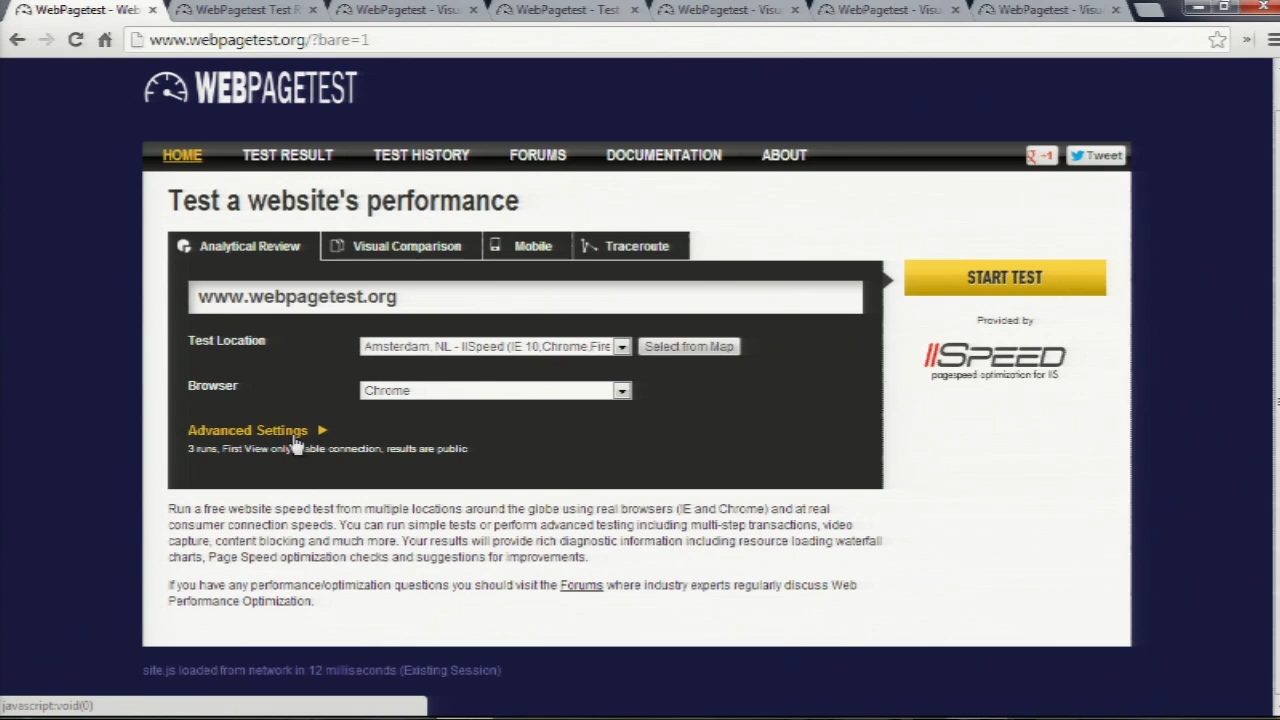 WebPagetest - Web
WebPagetest Test R
WebPagetest - Visu
WebPagetest - Test
WebPagetest - Visu
WebPagetest - Visu
WebPagetest - Visu
www.webpagetest.org/?bare=1
WEBPAGETEST
HOME TEST RESULT TEST HISTORY FORUMS DOCUMENTATION ABOUT
Tweet
Test a website's performance
Analytical Review Visual Comparison Mobile Traceroute
www.webpagetest.org
START TEST
Provided by
IISPEED
pagespeed optimization for IIS
Test Location Amsterdam, NL - IISpeed (IE 10,Chrome,Fire Select from Map
Browser Chrome
Advanced Settings
3 runs, First View only, able connection, results are public
Run a free website speed test from multiple locations around the globe using real browsers (IE and Chrome) and at real
consumer connection speeds. You can run simple tests or perform advanced testing including multi-step transactions, video
capture, content blocking and much more. Your results will provide rich diagnostic information including resource loading waterfall
charts, Page Speed optimization checks and suggestions for improvements.
If you have any performance/optimization questions you should visit the Forums where industry experts regularly discuss Web
Performance Optimization.
site.js loaded from network in 12 milliseconds (Existing Session)
javascript:void(0)